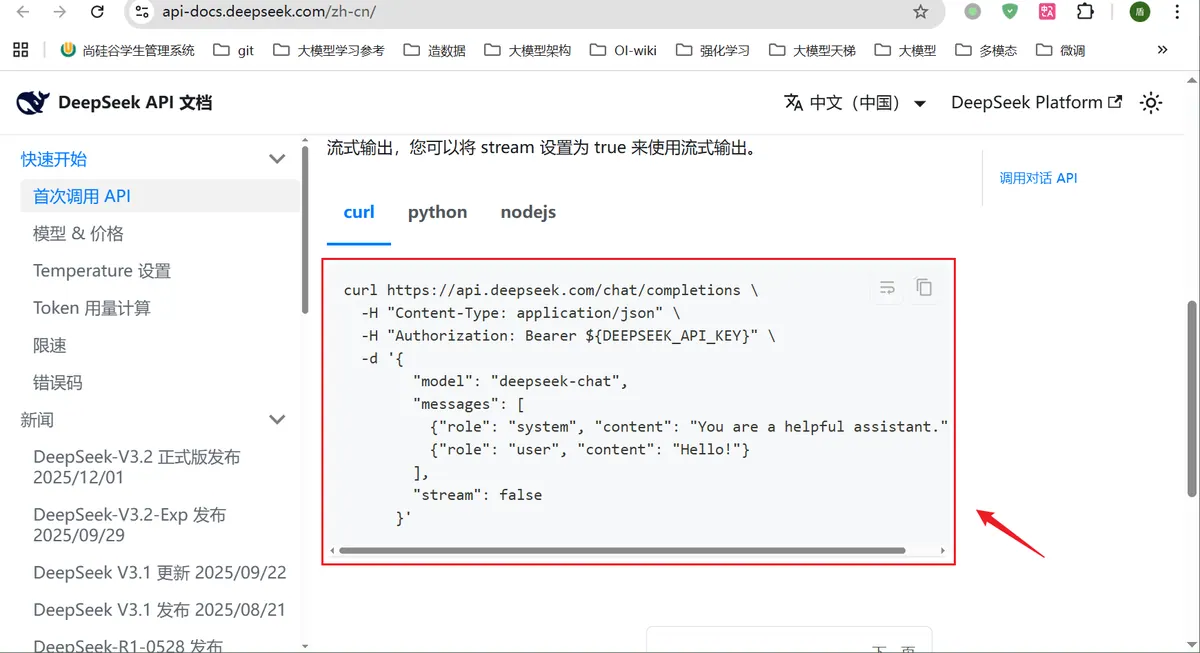 api-docs.deepseek.com/zh-cn/
盾
尚硅谷学生管理系统 git 大模型学习参考 造数据 大模型架构 OI-wiki 强化学习 大模型天梯 大模型 多模态 微调 »
DeepSeek API 文档
中文（中国）
DeepSeek Platform
快速开始
首次调用 API
模型 & 价格
Temperature 设置
Token 用量计算
限速
错误码
新闻
DeepSeek-V3.2 正式版发布
2025/12/01
DeepSeek-V3.2-Exp 发布
2025/09/29
DeepSeek V3.1 更新 2025/09/22
DeepSeek V3.1 发布 2025/08/21
DeepSeek-R1-0528 发布
流式输出，您可以将 stream 设置为 true 来使用流式输出。
curl python nodejs
curl https://api.deepseek.com/chat/completions \
-H "Content-Type: application/json" \
-H "Authorization: Bearer ${DEEPSEEK_API_KEY}" \
-d '{
"model": "deepseek-chat",
"messages": [
{"role": "system", "content": "You are a helpful assistant."
{"role": "user", "content": "Hello!"}
],
"stream": false
}'
下一页
调用对话 API